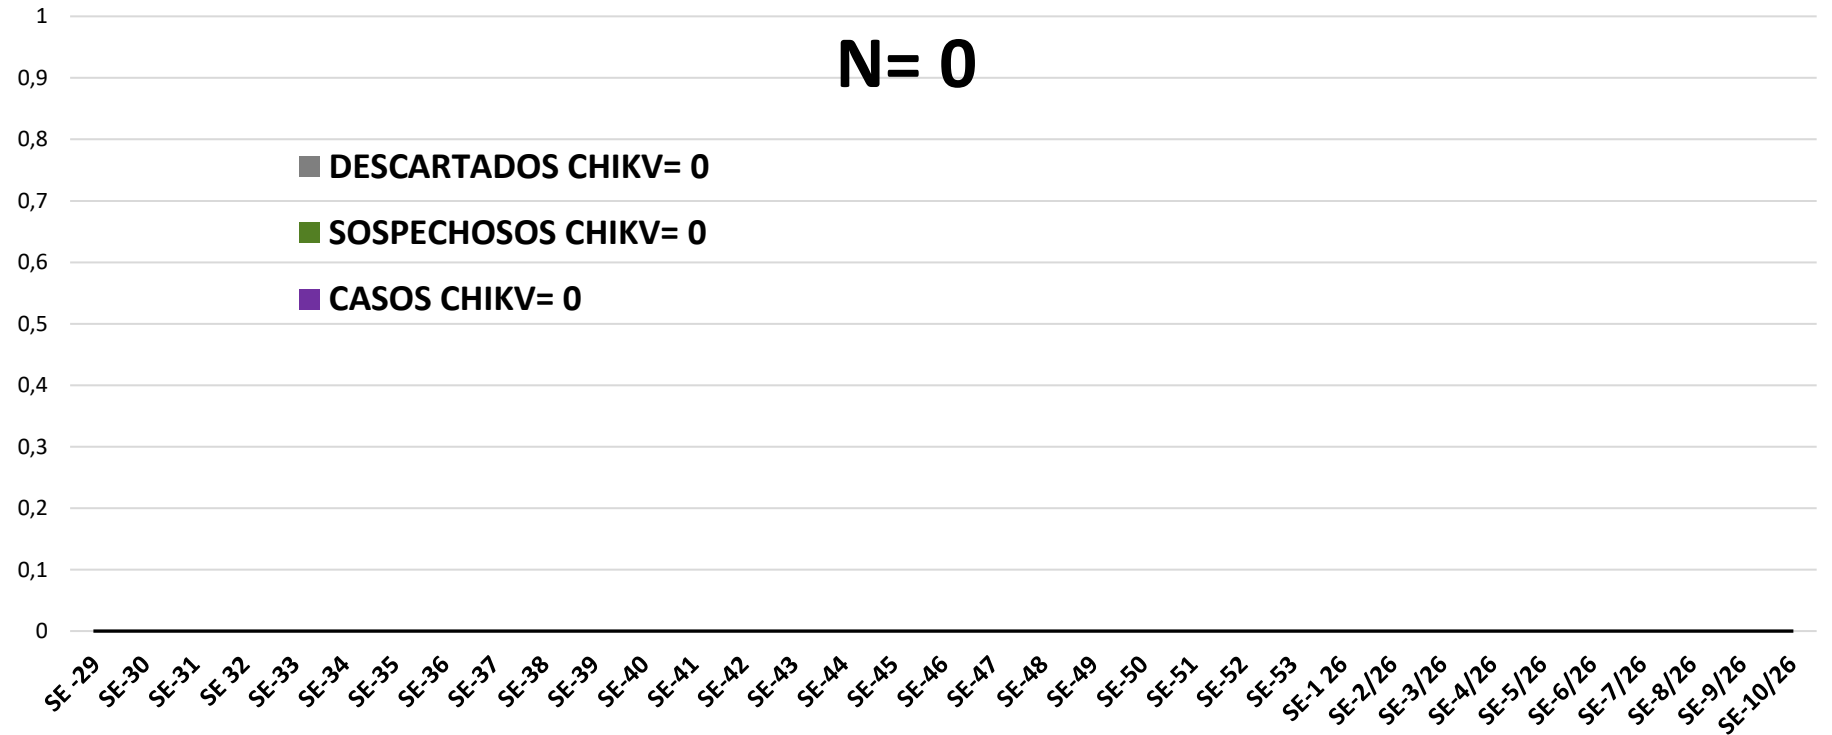 1
N= 0
0,9
0,8
DESCARTADOS CHIKV= 0
0,7
SOSPECHOSOS CHIKV= 0
0,6
CASOS CHIKV= 0
0,5
0,4
0,3
0,2
0,1
0
SE -29
SE-30
SE-31
SE 32
SE-33
SE-34
SE-35
SE-36
SE-37
SE-38
SE-39
SE-40
SE-41
SE-42
SE-43
SE-44
SE-45
SE-46
SE-47
SE-48
SE-49
SE-50
SE-51
SE-52
SE-53
SE-1 26
SE-2/26
SE-3/26
SE-4/26
SE-5/26
SE-6/26
SE-7/26
SE-8/26
SE-9/26
SE-10/26